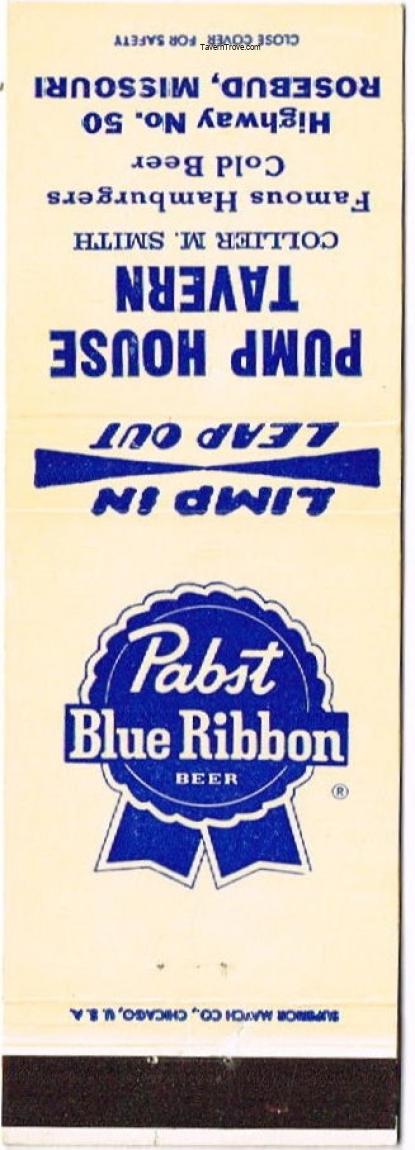 SUPERIOR MATCH CO., CHICAGO, U. S. A.
LIMP IN
LEAP OUT
PUMP HOUSE
TAVERN
COLLIER M. SMITH
Famous Hamburgers
Cold Beer
Highway No. 50
ROSEBUD, MISSOURI
CLOSE COVER FOR SAFETY
TavernTrove.com
Pabst
Blue Ribbon
BEER
®